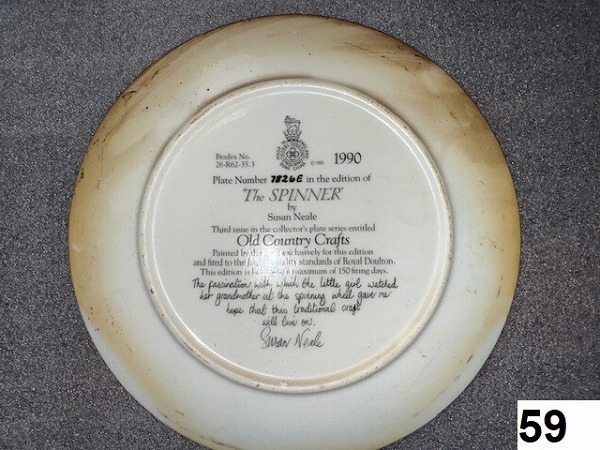 Bradex No.
26-R62-35.3
© 1990
1990
Plate Number 7826E in the edition of
'The SPINNER'
by
Susan Neale
Third issue in the collector's plate series entitled
Old Country Crafts
Painted by the exclusively for this edition
and fired to the standards of Royal Doulton.
This edition is maximum of 150 firing days.
The fascination with which the little girl watched
her grandmother at the spinning wheel gave me
hope that this traditional craft
will live on.
Susan Neale
59